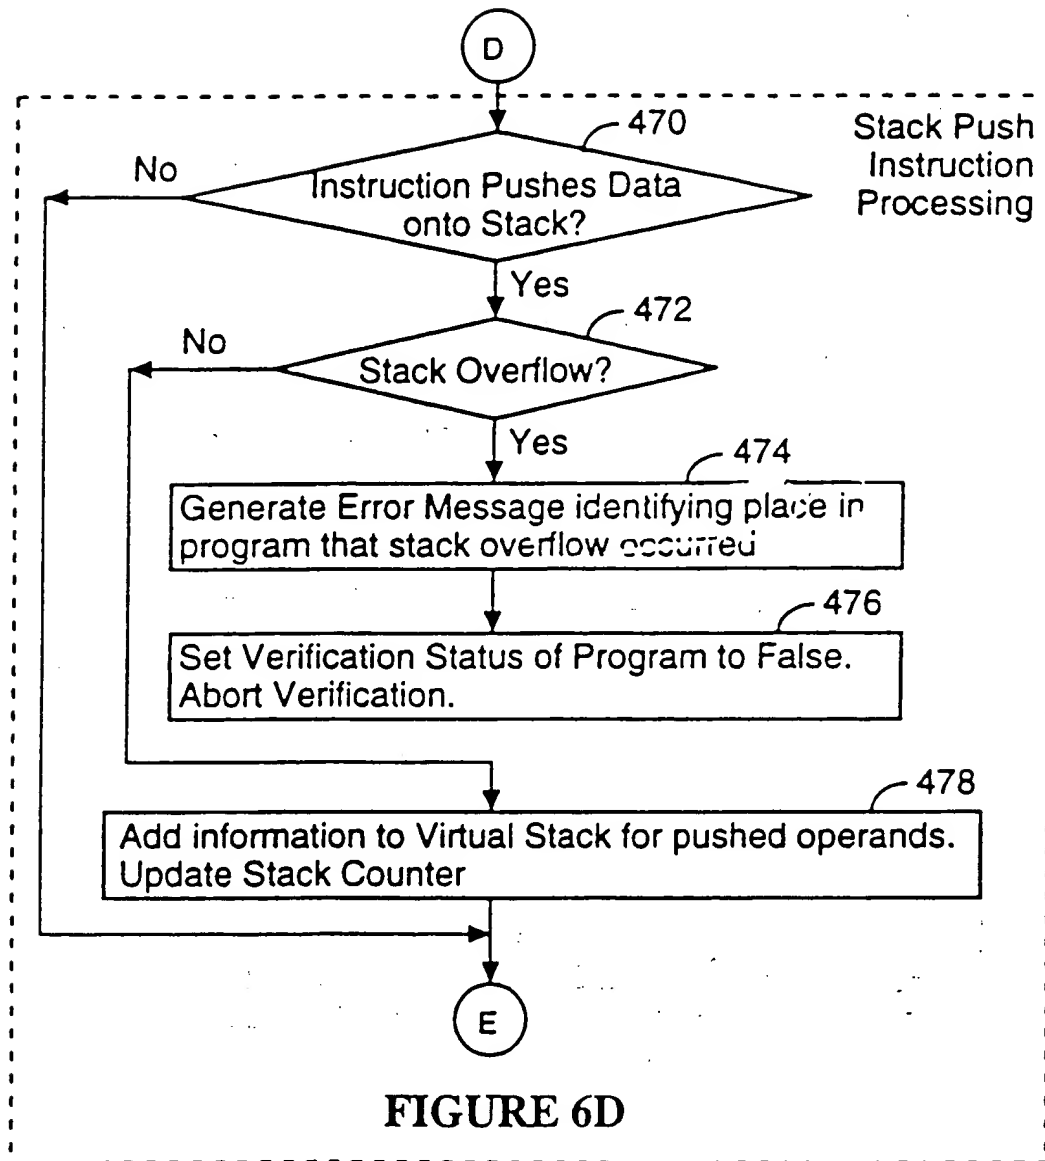 D
470
Stack Push
Instruction
Processing
No
Instruction Pushes Data
onto Stack?
Yes
472
No
Stack Overflow?
Yes
474
Generate Error Message identifying place in
program that stack overflow occurred
476
Set Verification Status of Program to False.
Abort Verification.
478
Add information to Virtual Stack for pushed operands.
Update Stack Counter
E
FIGURE 6D